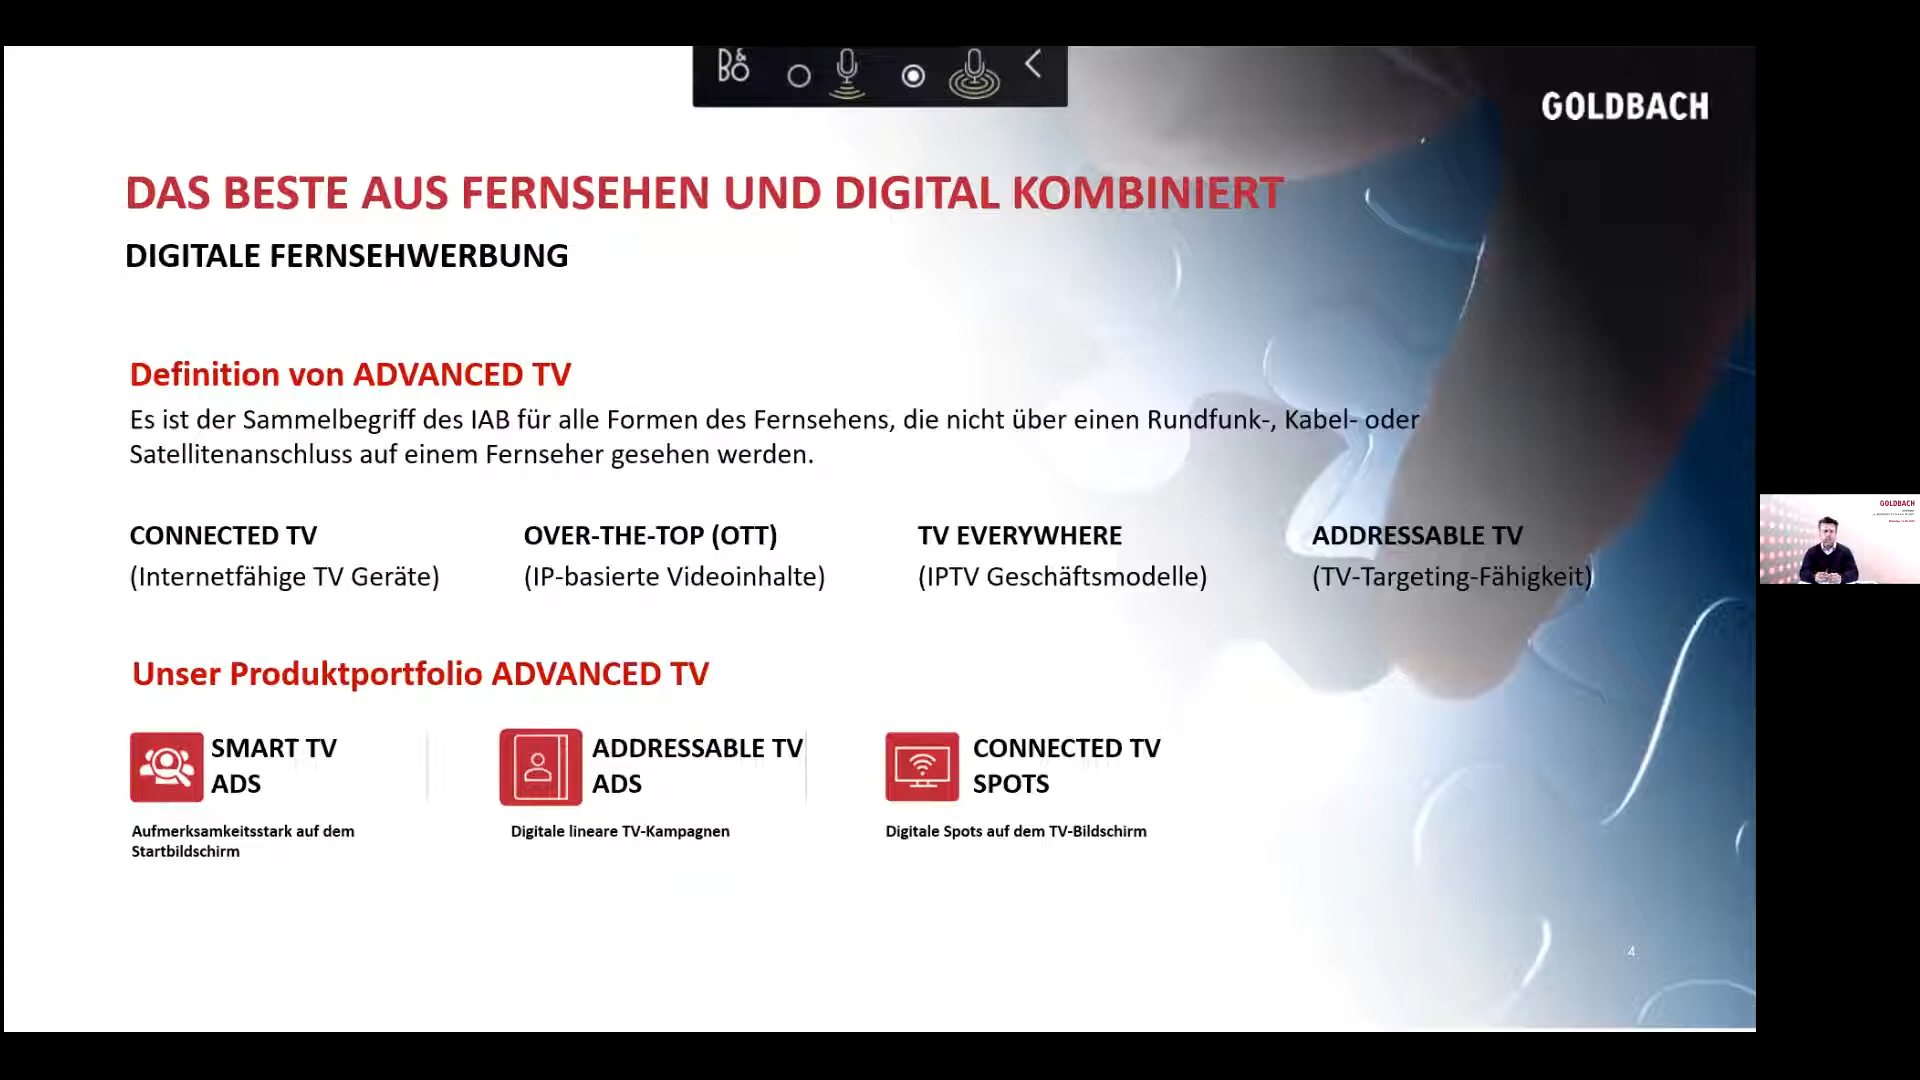 B&O
GOLDBACH
DAS BESTE AUS FERNSEHEN UND DIGITAL KOMBINIERT
DIGITALE FERNSEHWERBUNG
Definition von ADVANCED TV
Es ist der Sammelbegriff des IAB für alle Formen des Fernsehens, die nicht über einen Rundfunk-, Kabel- oder
Satellitenanschluss auf einem Fernseher gesehen werden.
CONNECTED TV
(Internetfähige TV Geräte)
OVER-THE-TOP (OTT)
(IP-basierte Videoinhalte)
TV EVERYWHERE
(IPTV Geschäftsmodelle)
ADDRESSABLE TV
(TV-Targeting-Fähigkeit)
Unser Produktportfolio ADVANCED TV
SMART TV
ADS
Aufmerksamkeitsstark auf dem
Startbildschirm
ADDRESSABLE TV
ADS
Digitale lineare TV-Kampagnen
CONNECTED TV
SPOTS
Digitale Spots auf dem TV-Bildschirm
4
GOLDBACH